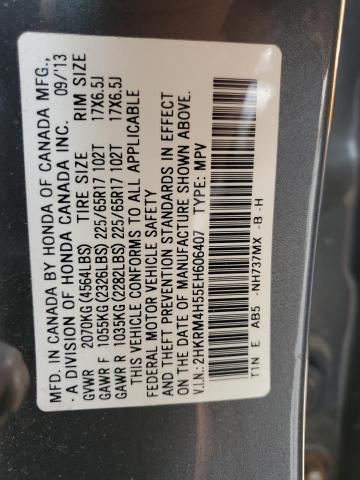 MFD. IN CANADA BY HONDA OF CANADA MFG.,
A DIVISION OF HONDA CANADA INC. 09/13
GVWR 2070KG(4564LBS) TIRE SIZE RIM SIZE
GAWR F 1055KG(2326LBS)225/65R17 102T 17X6.5J
GAWR R 1035KG(2282LBS)225/65R17 102T 17X6.5J
THIS VEHICLE CONFORMS TO ALL APPLICABLE
FEDERAL MOTOR VEHICLE SAFETY
AND THEFT PREVENTION STANDARDS IN EFFECT
ON THE DATE OF MANUFACTURE SHOWN ABOVE.
V.I.N.: 2HKRM4H55EH606407 TYPE: MPV
T1N E AB5 -NH737MX -B -H